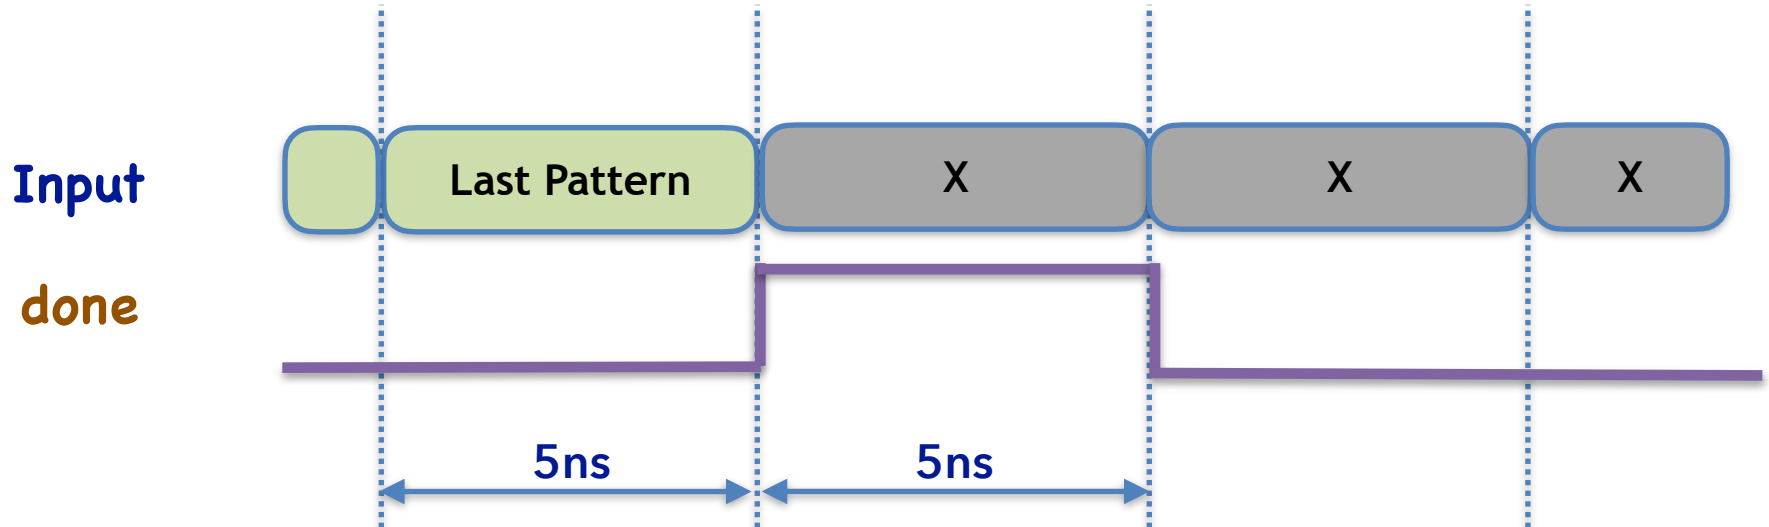 Input
Last Pattern
X
X
X
done
5ns
5ns